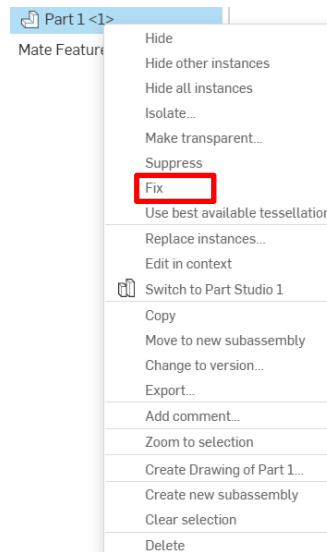 Part 1 <1>
Mate Feature
Hide
Hide other instances
Hide all instances
Isolate...
Make transparent...
Suppress
Fix
Use best available tessellation
Replace instances...
Edit in context
Switch to Part Studio 1
Copy
Move to new subassembly
Change to version...
Export...
Add comment...
Zoom to selection
Create Drawing of Part 1...
Create new subassembly
Clear selection
Delete